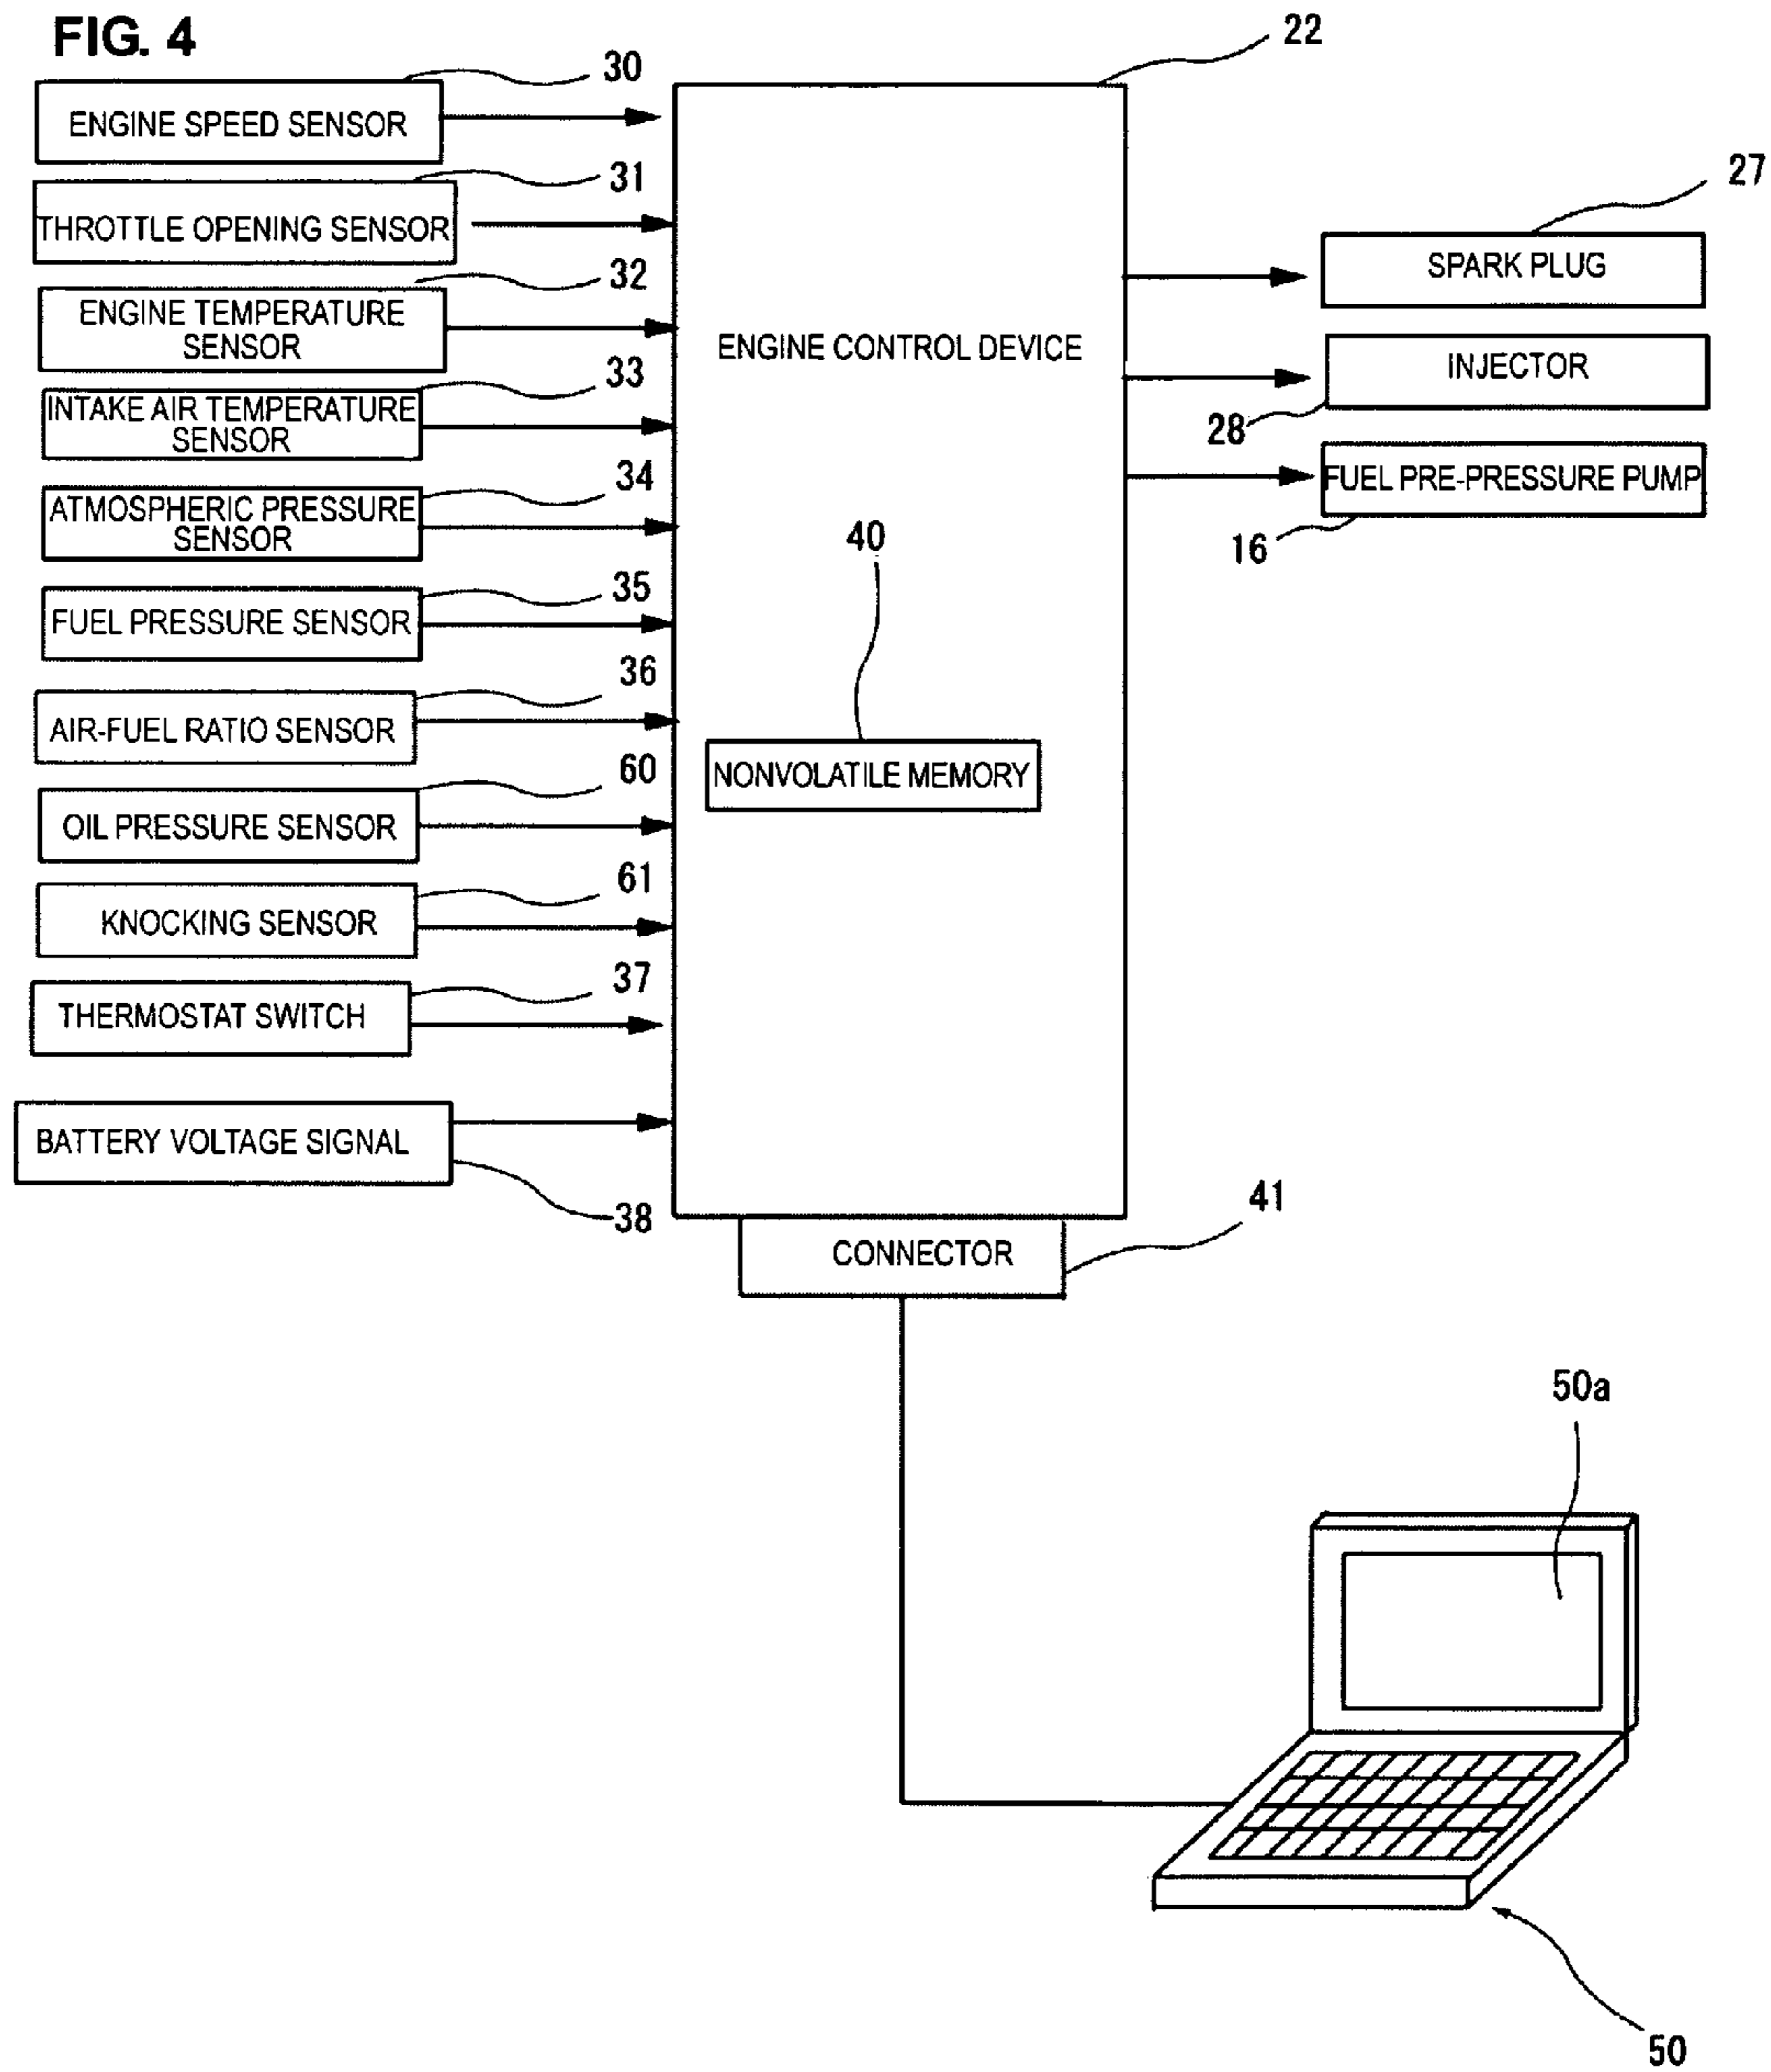 FIG. 4
22
30
ENGINE SPEED SENSOR
31
THROTTLE OPENING SENSOR
32
ENGINE TEMPERATURE
SENSOR
33
INTAKE AIR TEMPERATURE
SENSOR
34
ATMOSPHERIC PRESSURE
SENSOR
35
FUEL PRESSURE SENSOR
36
AIR-FUEL RATIO SENSOR
60
OIL PRESSURE SENSOR
61
KNOCKING SENSOR
37
THERMOSTAT SWITCH
BATTERY VOLTAGE SIGNAL
38
ENGINE CONTROL DEVICE
40
NONVOLATILE MEMORY
41
CONNECTOR
27
SPARK PLUG
INJECTOR
28
FUEL PRE-PRESSURE PUMP
16
50a
50